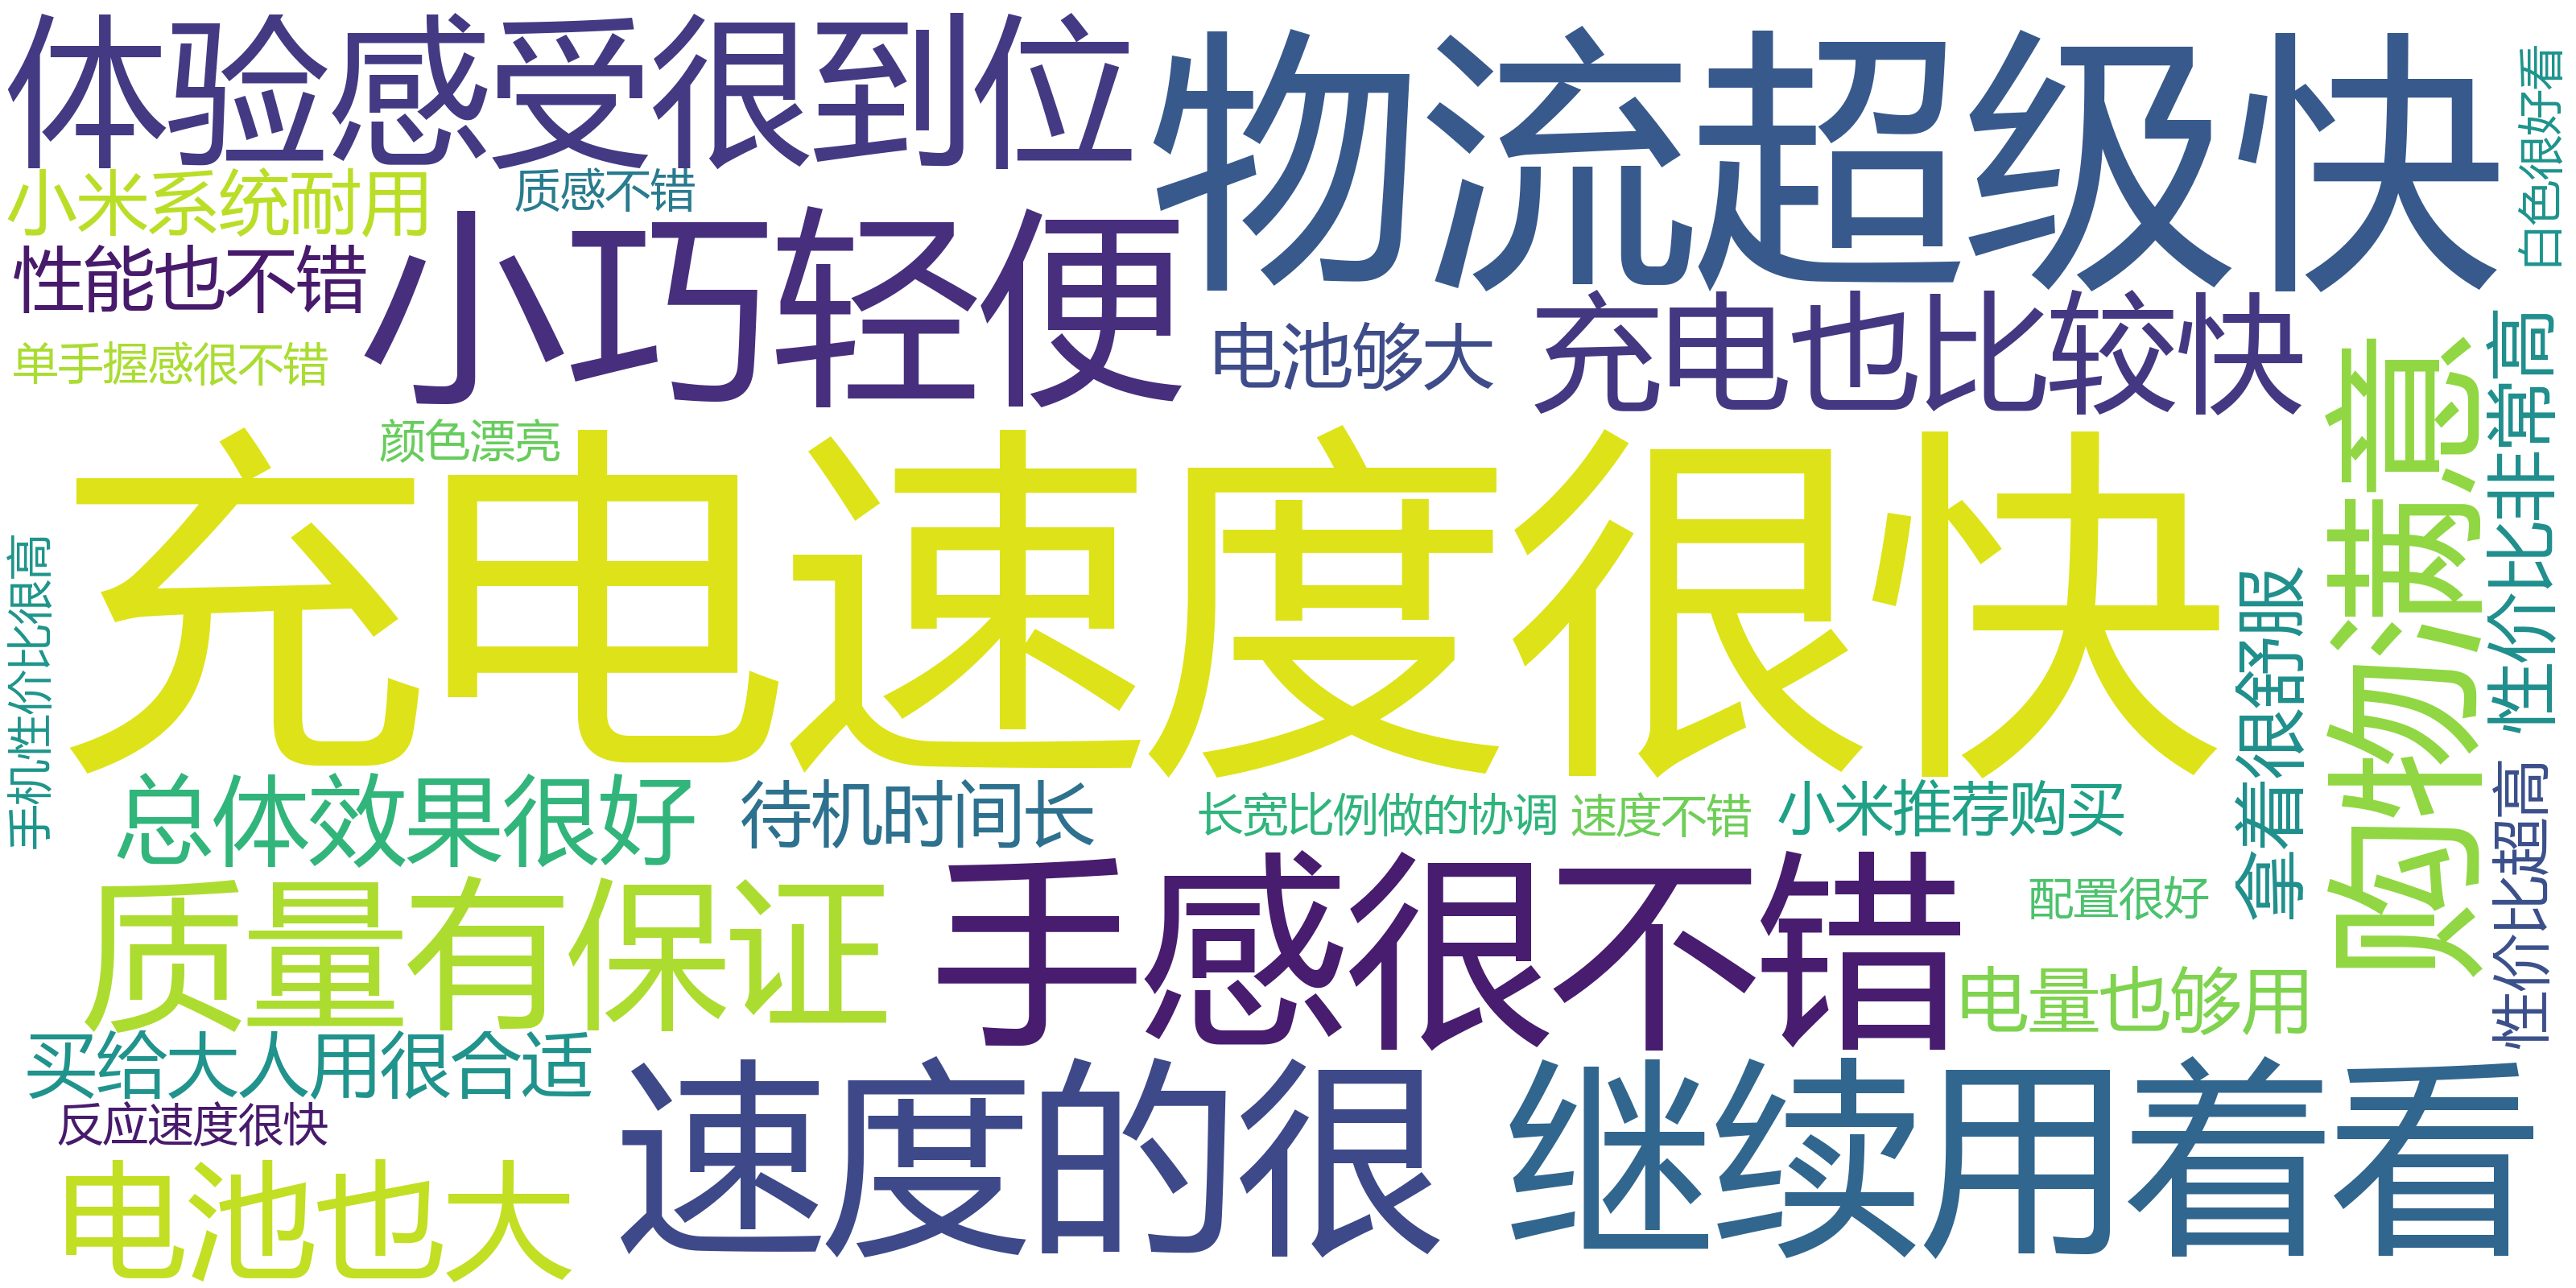 体验感受很到位
物流超级快
白色很好看
小米系统耐用
质感不错
小巧轻便
性能也不错
充电也比较快
电池够大
性价比非常高
单手握感很不错
购物满意
颜色漂亮
充电速度很快
手机性价比很高
拿着很舒服
性价比超高
总体效果很好
待机时间长
长宽比例做的协调
速度不错
小米推荐购买
质量有保证
手感很不错
配置很好
电量也够用
买给大人用很合适
速度的很
继续用着看
反应速度很快
电池也大